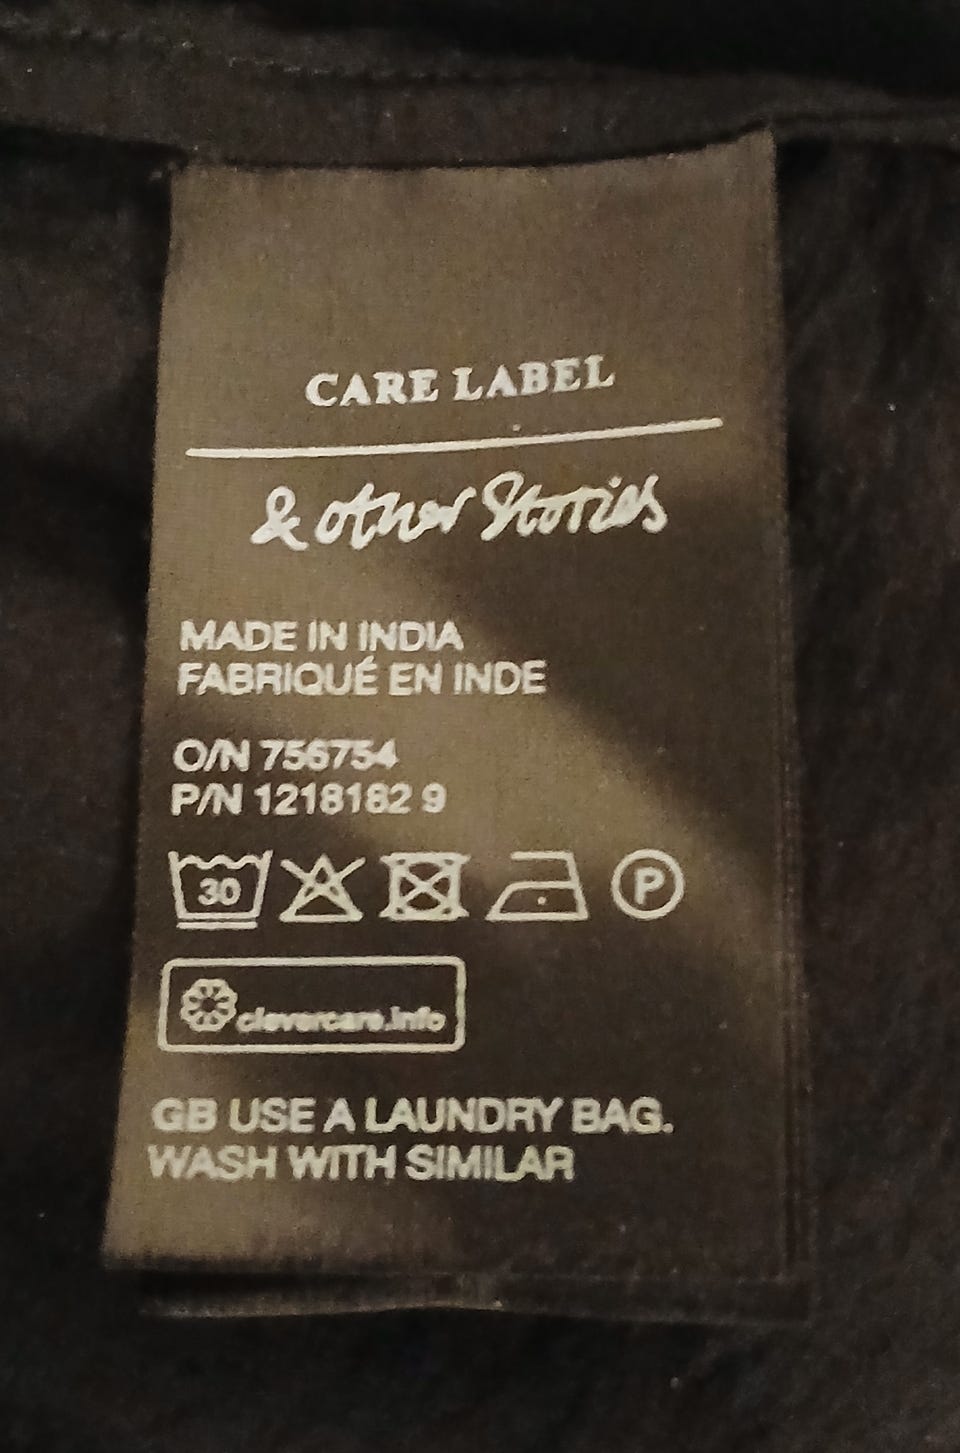 CARE LABEL
& other Stories
MADE IN INDIA
FABRIQUÉ EN INDE
O/N 756754
P/N 1218182 9
30 P
clevercare.info
GB USE A LAUNDRY BAG.
WASH WITH SIMILAR